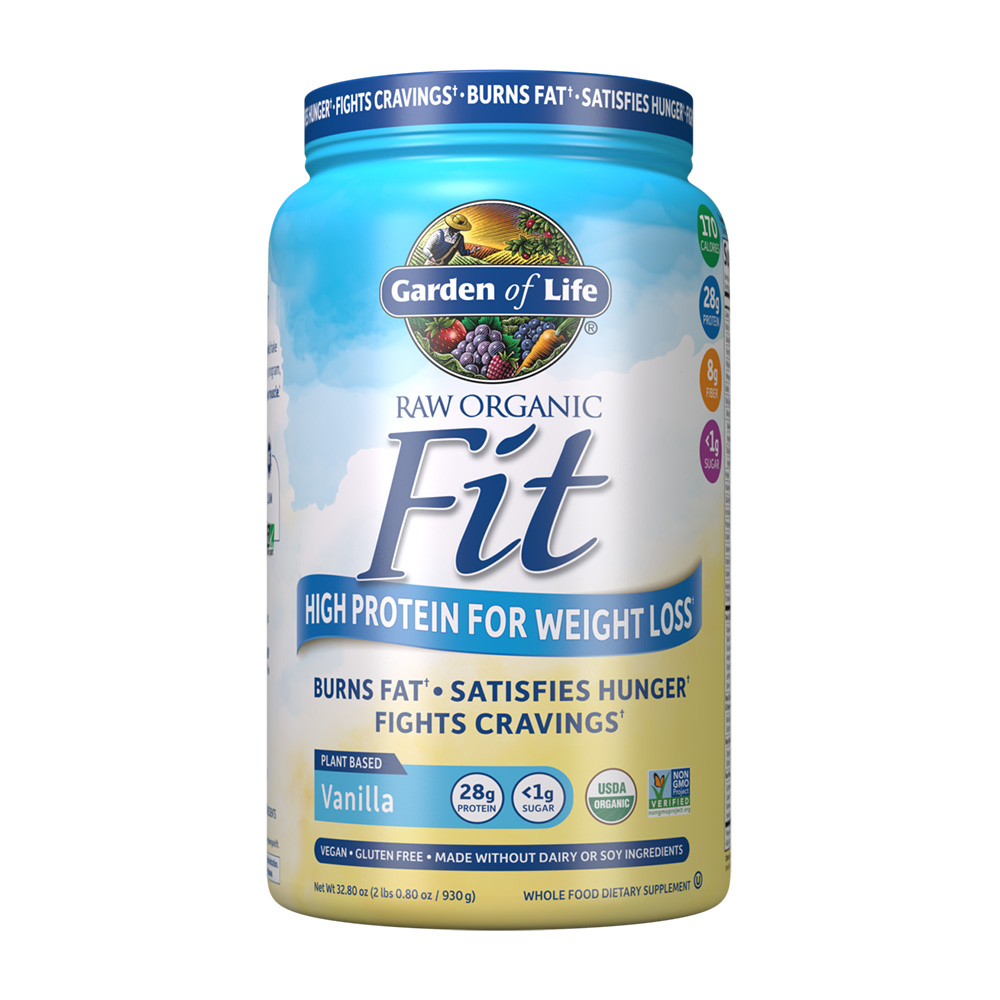 HUNGER† • FIGHTS CRAVINGS† • BURNS FAT† • SATISFIES HUNGER†
Garden of Life
®
RAW ORGANIC
Fit
HIGH PROTEIN FOR WEIGHT LOSS†
BURNS FAT† • SATISFIES HUNGER†
FIGHTS CRAVINGS†
PLANT BASED
Vanilla
28g
PROTEIN
<1g
SUGAR
USDA
ORGANIC
NON
GMO
Project
VERIFIED
nongmoproject.org
VEGAN • GLUTEN FREE • MADE WITHOUT DAIRY OR SOY INGREDIENTS
Net Wt 32.80 oz (2 lbs 0.80 oz / 930g)
WHOLE FOOD DIETARY SUPPLEMENT U
170
CALORIES
28g
PROTEIN
8g
FIBER
<1g
SUGAR